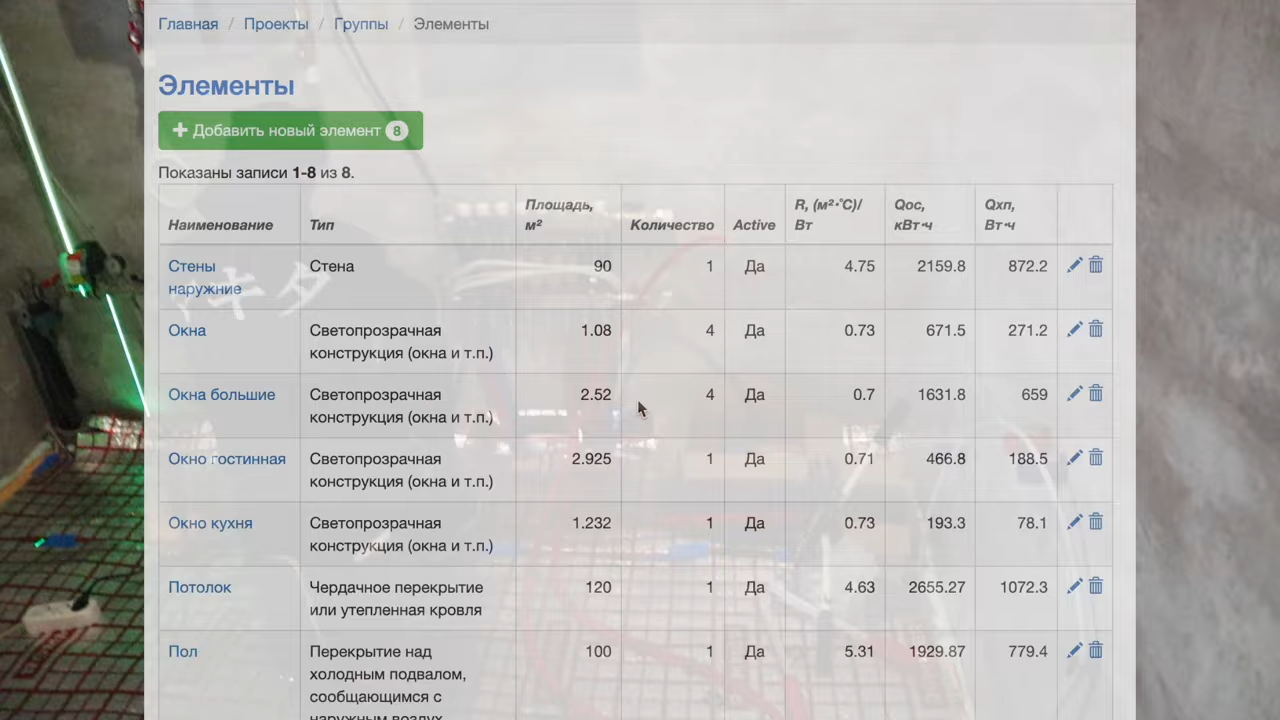 Главная / Проекты / Группы / Элементы
Элементы
Добавить новый элемент 8
Показаны записи 1-8 из 8.
Наименование Тип Площадь, м² Количество Active R, (м²·°C)/Вт Qос, кВт·ч Qхп, Вт·ч
Стены наружние Стена 90 1 Да 4.75 2159.8 872.2
Окна Светопрозрачная конструкция (окна и т.п.) 1.08 4 Да 0.73 671.5 271.2
Окна большие Светопрозрачная конструкция (окна и т.п.) 2.52 4 Да 0.7 1631.8 659
Окно гостинная Светопрозрачная конструкция (окна и т.п.) 2.925 1 Да 0.71 466.8 188.5
Окно кухня Светопрозрачная конструкция (окна и т.п.) 1.232 1 Да 0.73 193.3 78.1
Потолок Чердачное перекрытие или утепленная кровля 120 1 Да 4.63 2655.27 1072.3
Пол Перекрытие над холодным подвалом, сообщающимся с наружным воздух 100 1 Да 5.31 1929.87 779.4